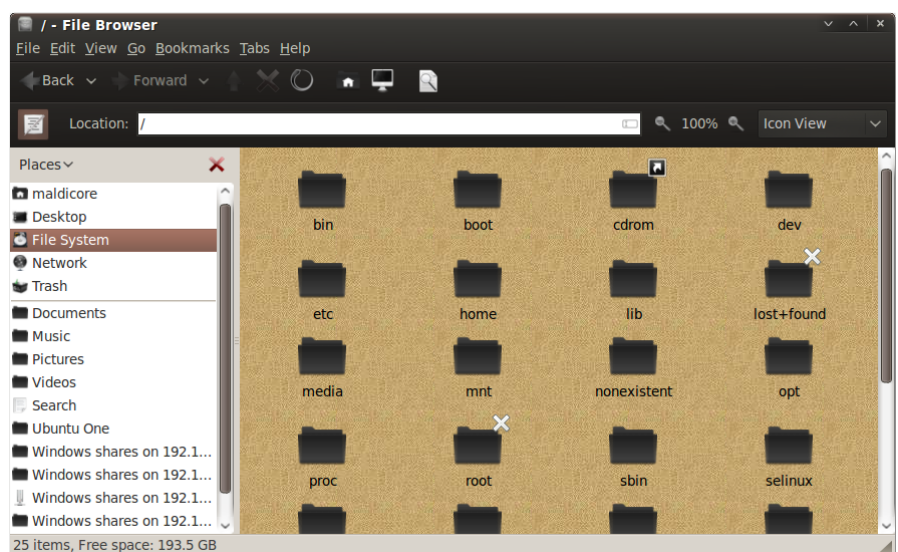 / - File Browser
File Edit View Go Bookmarks Tabs Help
Back Forward
Location: / 100% Icon View
Places
maldicore
Desktop
File System
Network
Trash
Documents
Music
Pictures
Videos
Search
Ubuntu One
Windows shares on 192.1...
Windows shares on 192.1...
Windows shares on 192.1...
Windows shares on 192.1...
bin boot cdrom dev
etc home lib lost+found
media mnt nonexistent opt
proc root sbin selinux
25 items, Free space: 193.5 GB